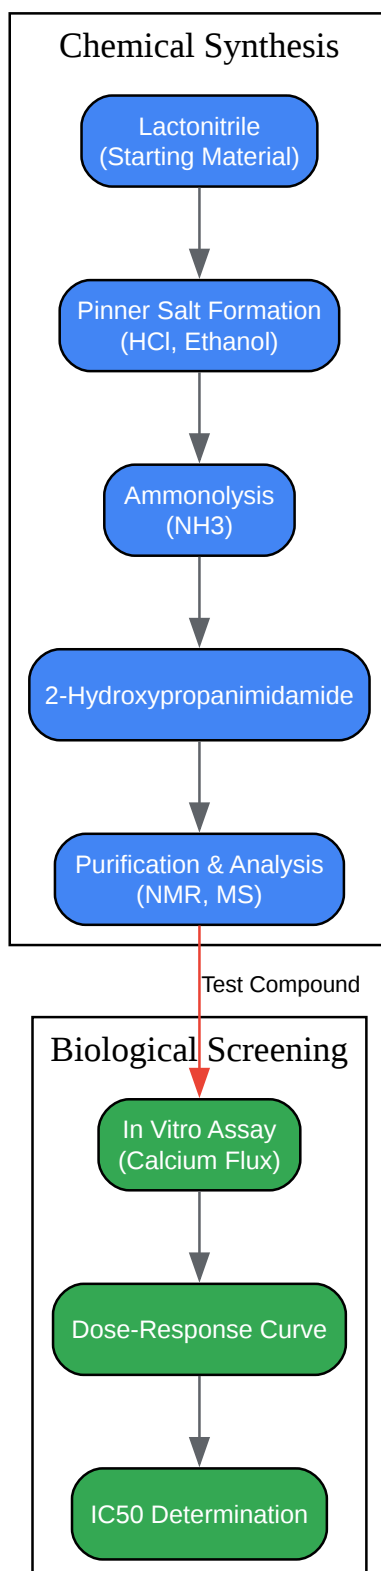 Chemical Synthesis
Lactonitrile
(Starting Material)
Pinner Salt Formation
(HCl, Ethanol)
Ammonolysis
(NH3)
2-Hydroxypropanimidamide
Purification & Analysis
(NMR, MS)
Test Compound
Biological Screening
In Vitro Assay
(Calcium Flux)
Dose-Response Curve
IC50 Determination